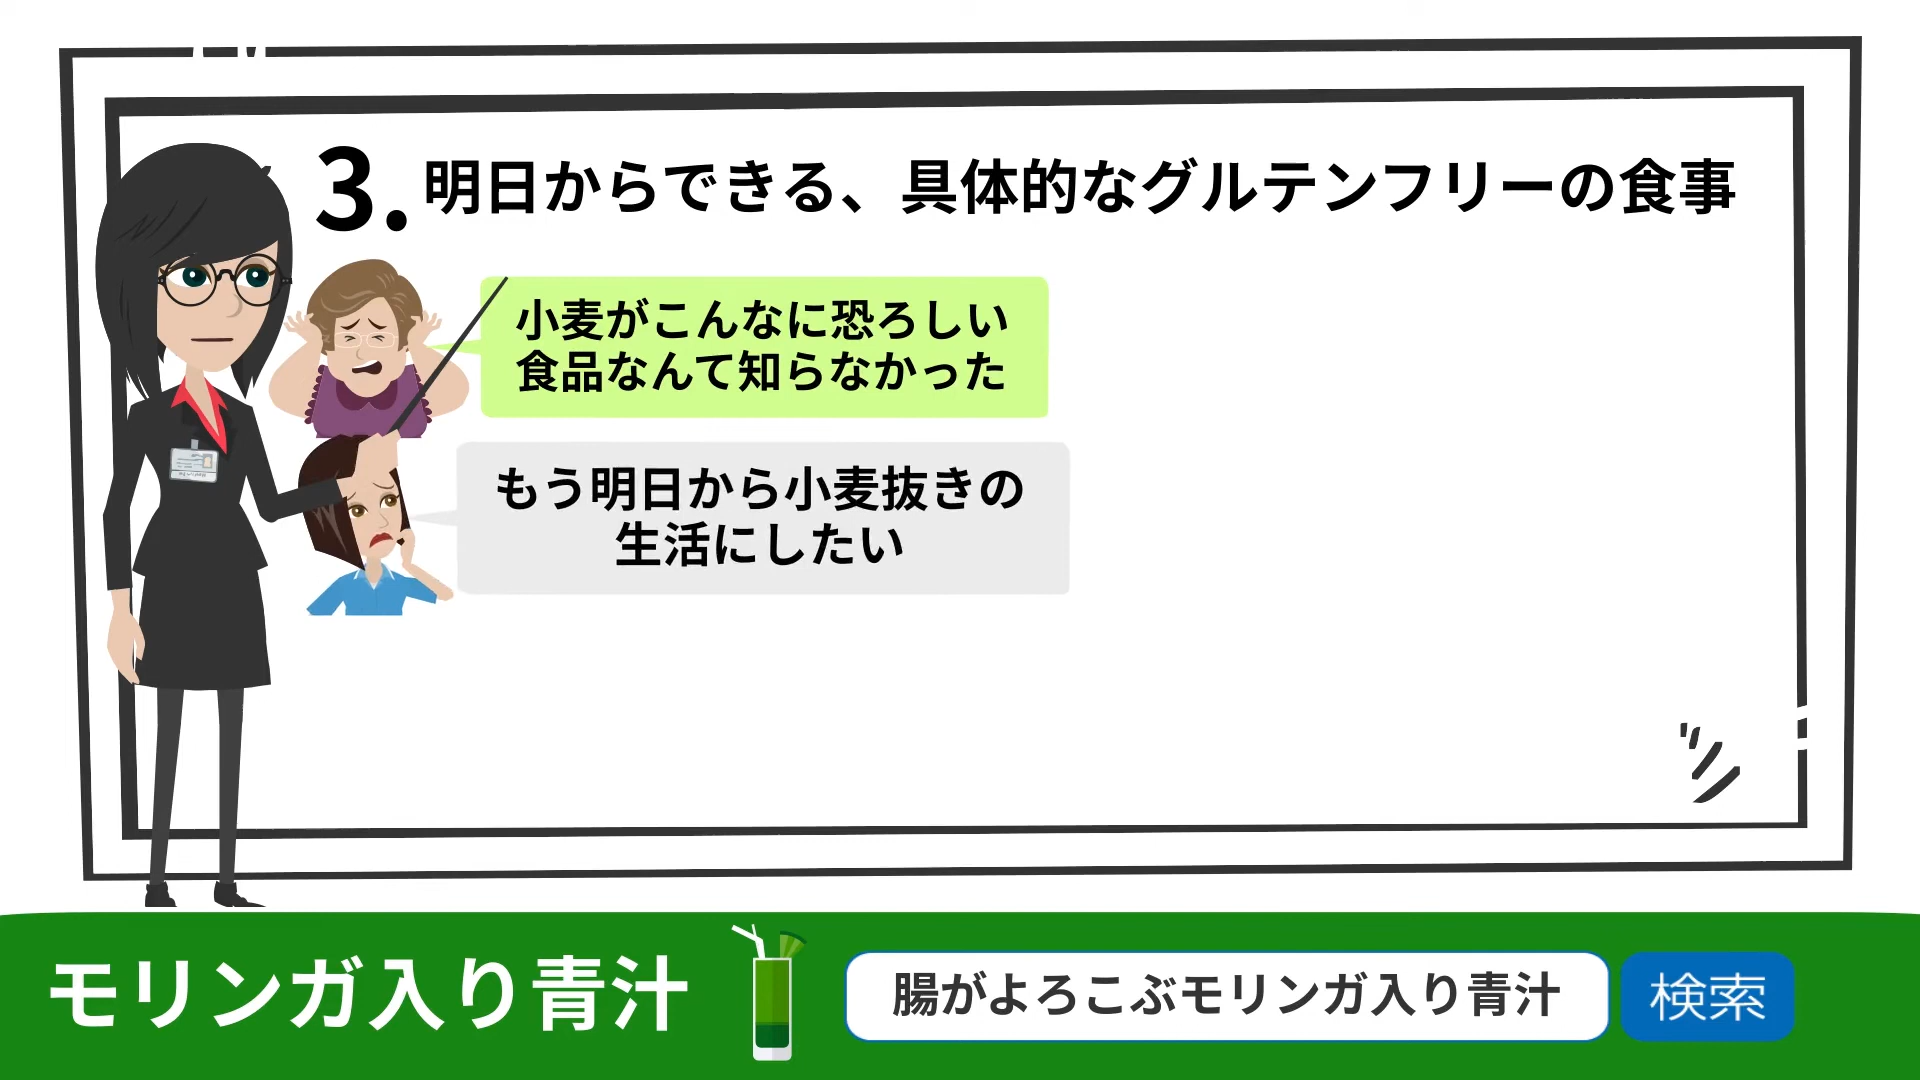 3. 明日からできる、具体的なグルテンフリーの食事
小麦がこんなに恐ろしい
食品なんて知らなかった
もう明日から小麦抜きの
生活にしたい
モリンガ入り青汁
腸がよろこぶモリンガ入り青汁
検索